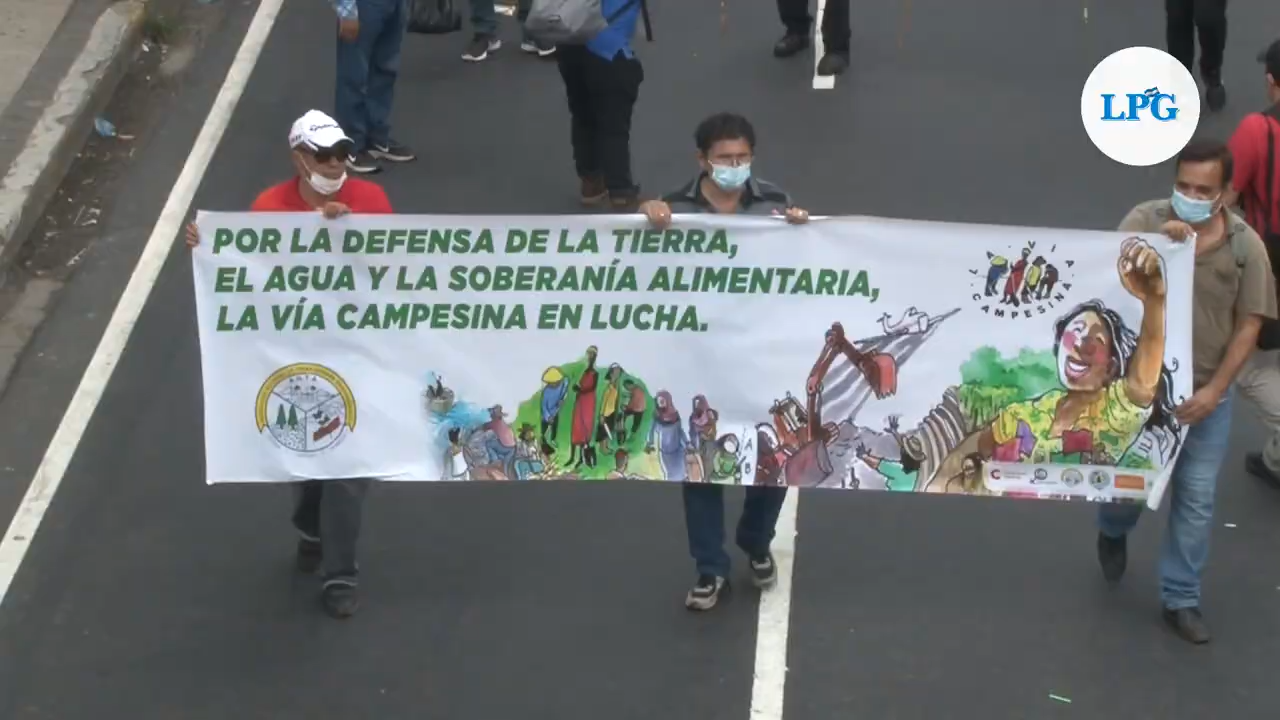 LPG
POR LA DEFENSA DE LA TIERRA,
EL AGUA Y LA SOBERANÍA ALIMENTARIA,
LA VÍA CAMPESINA EN LUCHA.
LA VIA
CAMPESINA